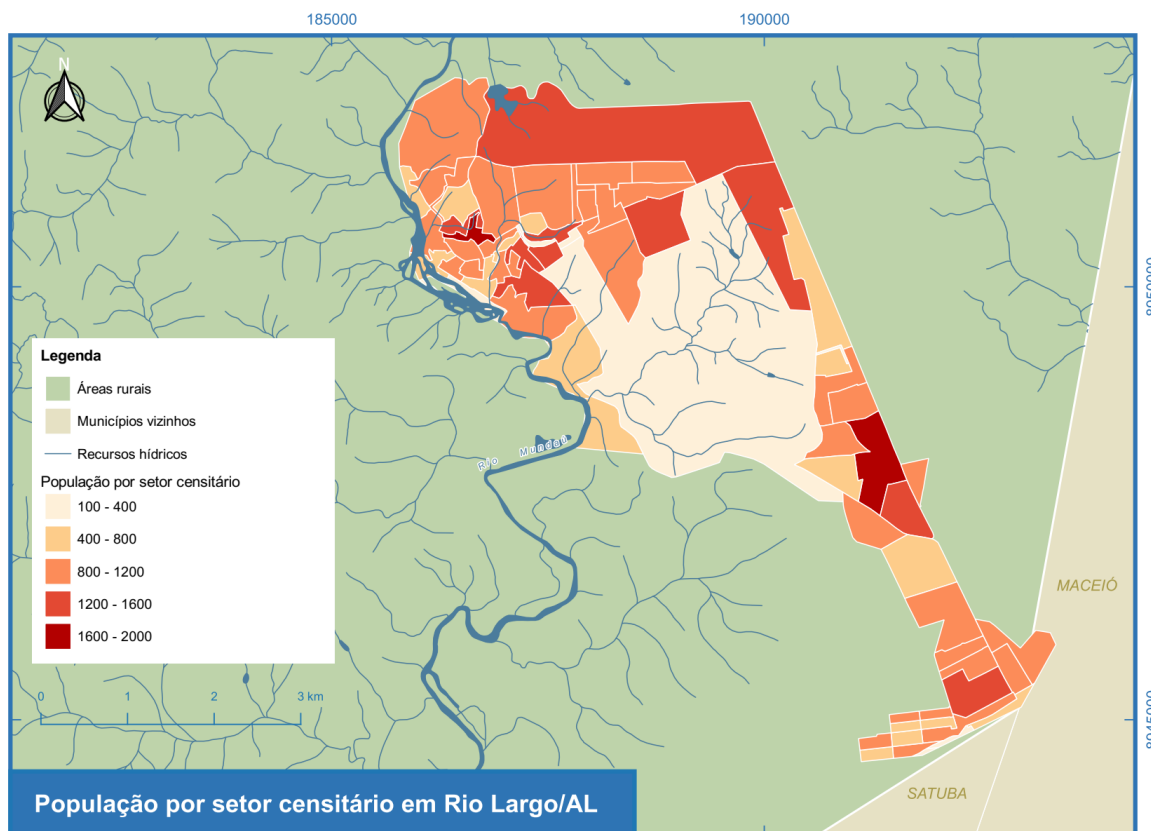 185000
190000
N
8050000
Legenda
Áreas rurais
Municípios vizinhos
Recursos hídricos
População por setor censitário
100 - 400
400 - 800
800 - 1200
1200 - 1600
1600 - 2000
Rio Mundaú
MACEIÓ
0 1 2 3 km
8045000
SATUBA
População por setor censitário em Rio Largo/AL